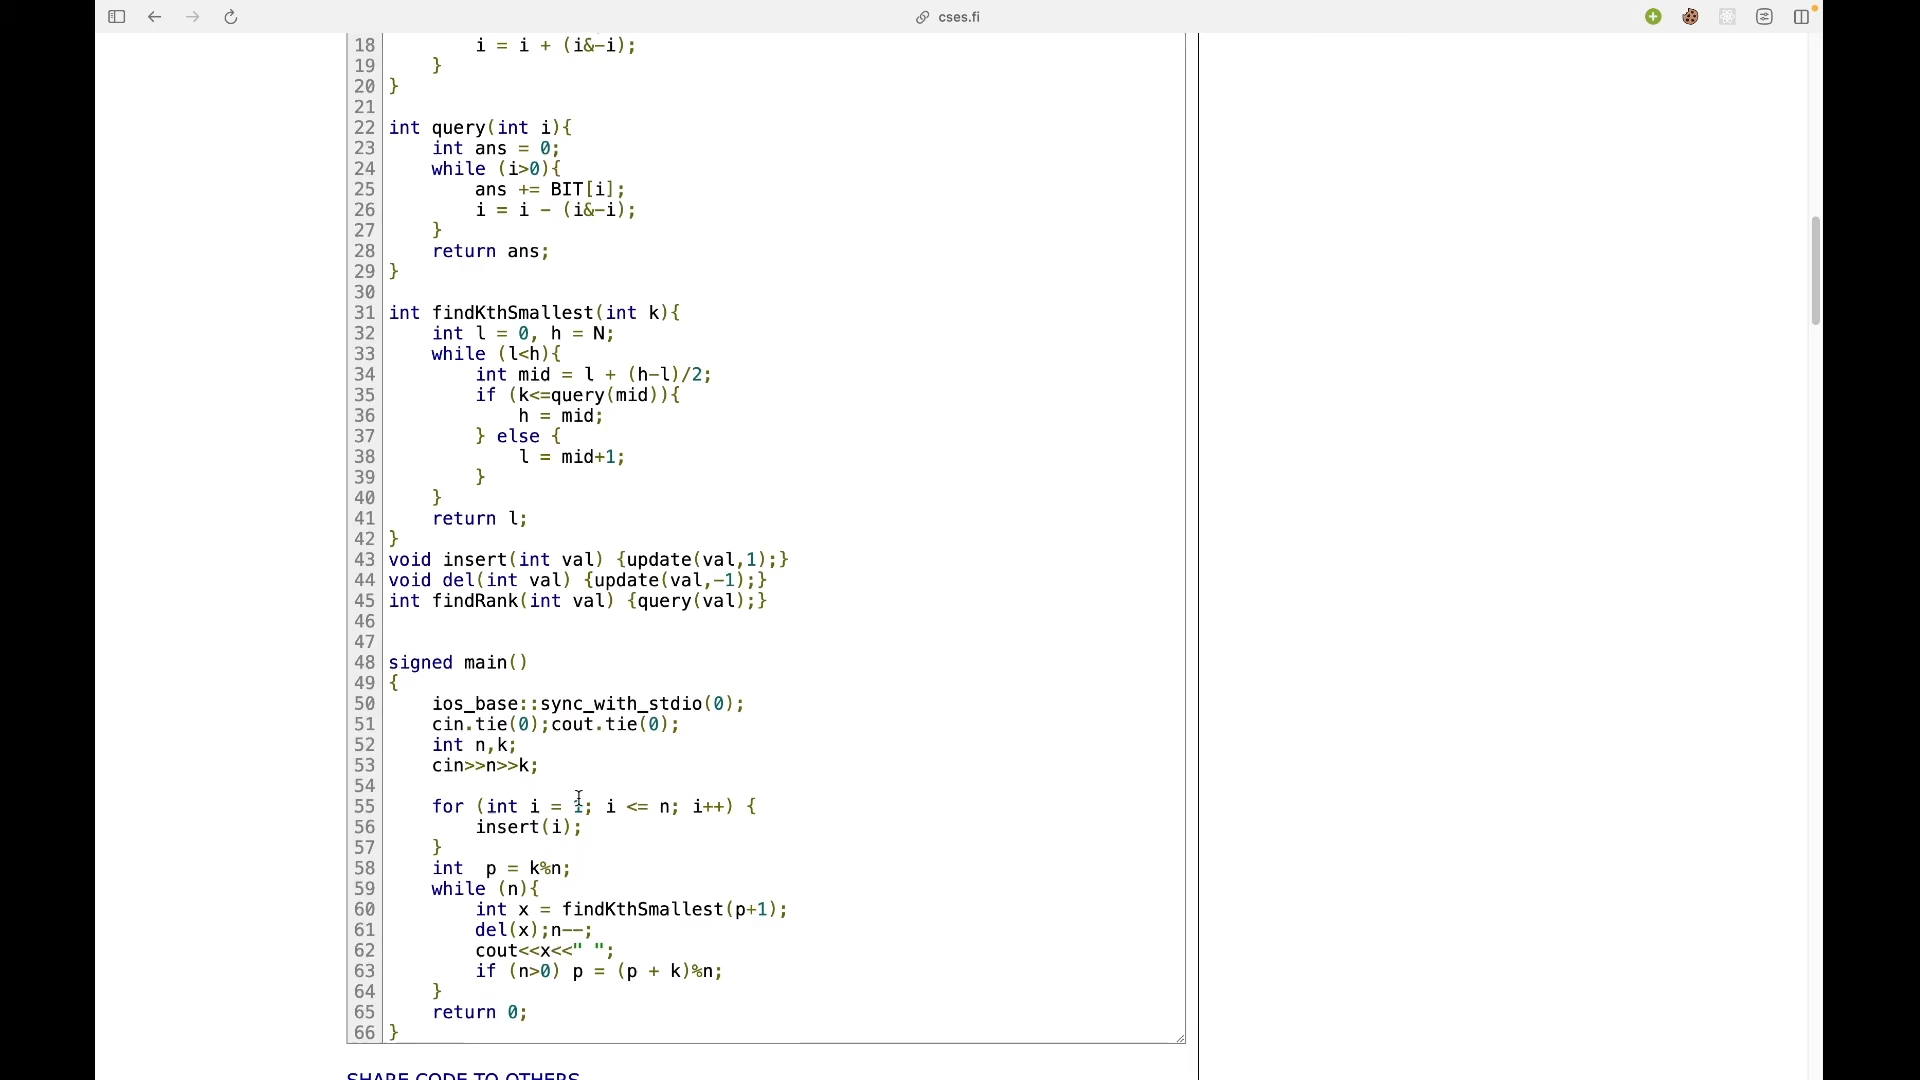 cses.fi
18 i = i + (i&-i);
19 }
20 }
21
22 int query(int i){
23 int ans = 0;
24 while (i>0){
25 ans += BIT[i];
26 i = i - (i&-i);
27 }
28 return ans;
29 }
30
31 int findKthSmallest(int k){
32 int l = 0, h = N;
33 while (l<h){
34 int mid = l + (h-l)/2;
35 if (k<=query(mid)){
36 h = mid;
37 } else {
38 l = mid+1;
39 }
40 }
41 return l;
42 }
43 void insert(int val) {update(val,1);}
44 void del(int val) {update(val,-1);}
45 int findRank(int val) {query(val);}
46
47
48 signed main()
49 {
50 ios_base::sync_with_stdio(0);
51 cin.tie(0);cout.tie(0);
52 int n,k;
53 cin>>n>>k;
54
55 for (int i = 1; i <= n; i++) {
56 insert(i);
57 }
58 int  p = k%n;
59 while (n){
60 int x = findKthSmallest(p+1);
61 del(x);n--;
62 cout<<x<<" ";
63 if (n>0) p = (p + k)%n;
64 }
65 return 0;
66 }
SHARE CODE TO OTHERS